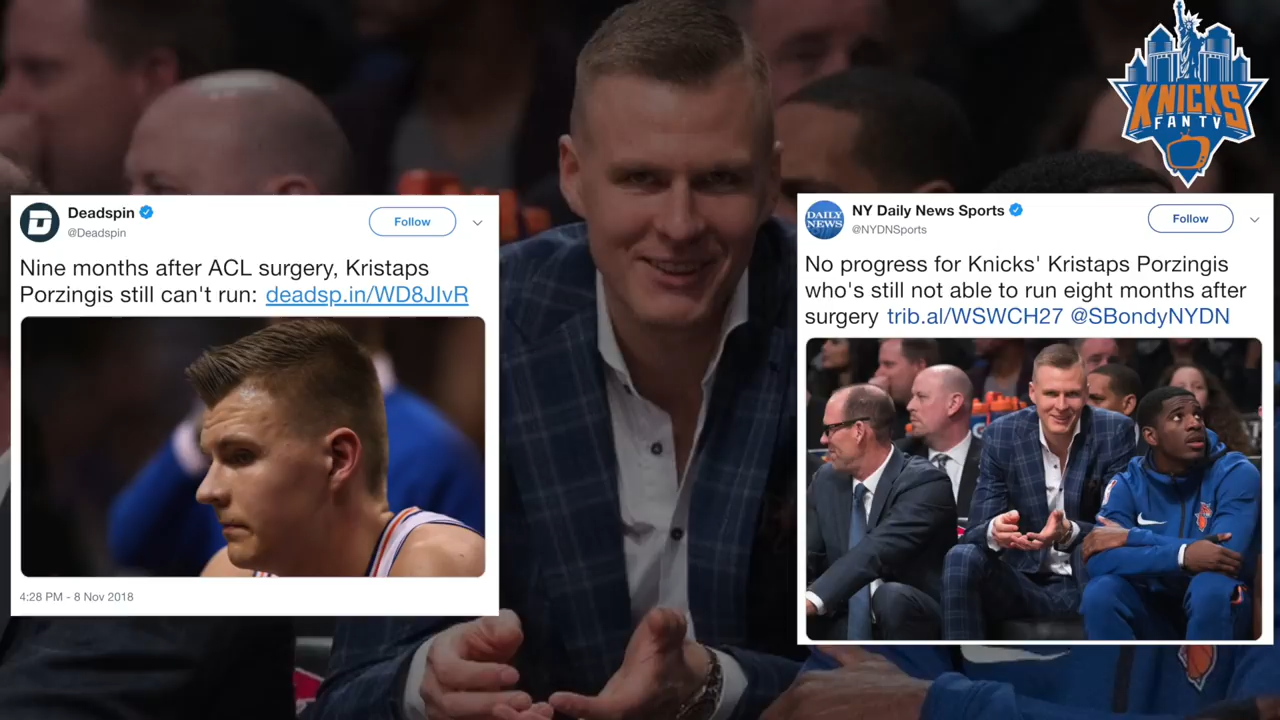 KNICKS
FAN TV
Deadspin
@Deadspin
Follow
Nine months after ACL surgery, Kristaps
Porzingis still can't run: deadsp.in/WD8JIvR
4:28 PM - 8 Nov 2018
DAILY
NEWS
NY Daily News Sports
@NYDNSports
Follow
No progress for Knicks' Kristaps Porzingis
who's still not able to run eight months after
surgery trib.al/WSWCH27 @SBondyNYDN